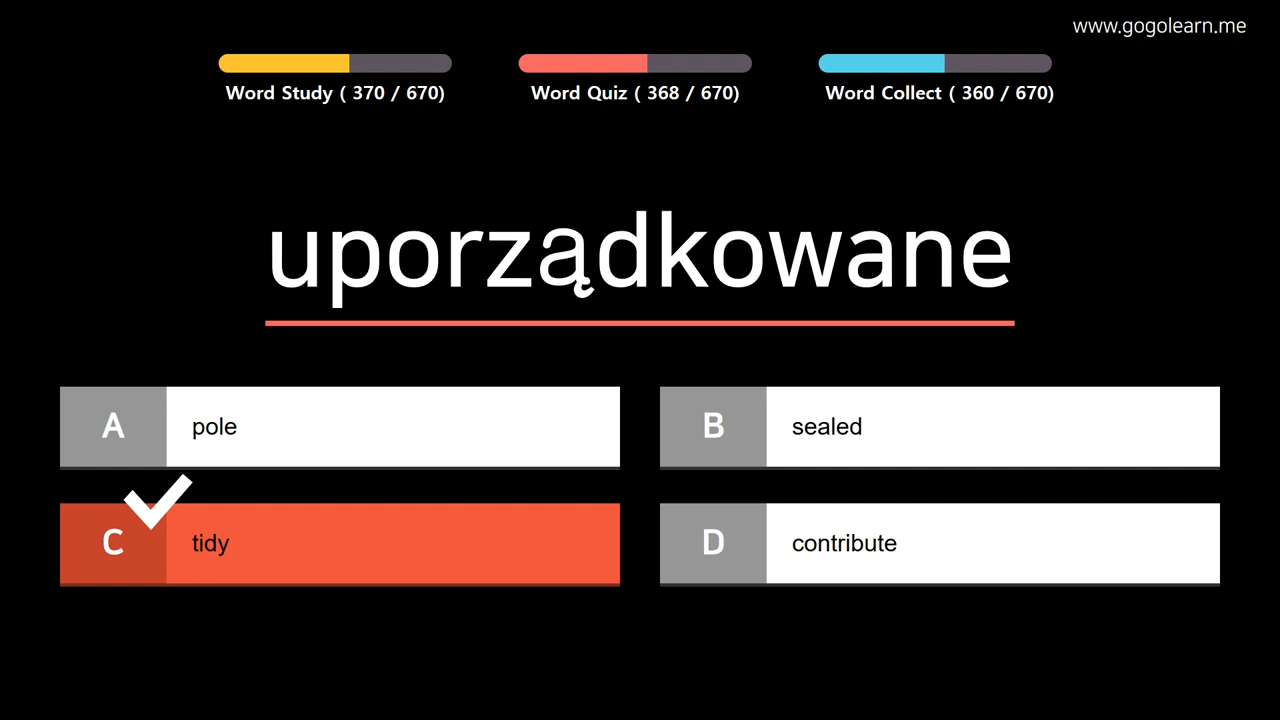 www.gogolearn.me
Word Study ( 370 / 670)
Word Quiz ( 368 / 670)
Word Collect ( 360 / 670)
uporządkowane
A pole
B sealed
C tidy
D contribute